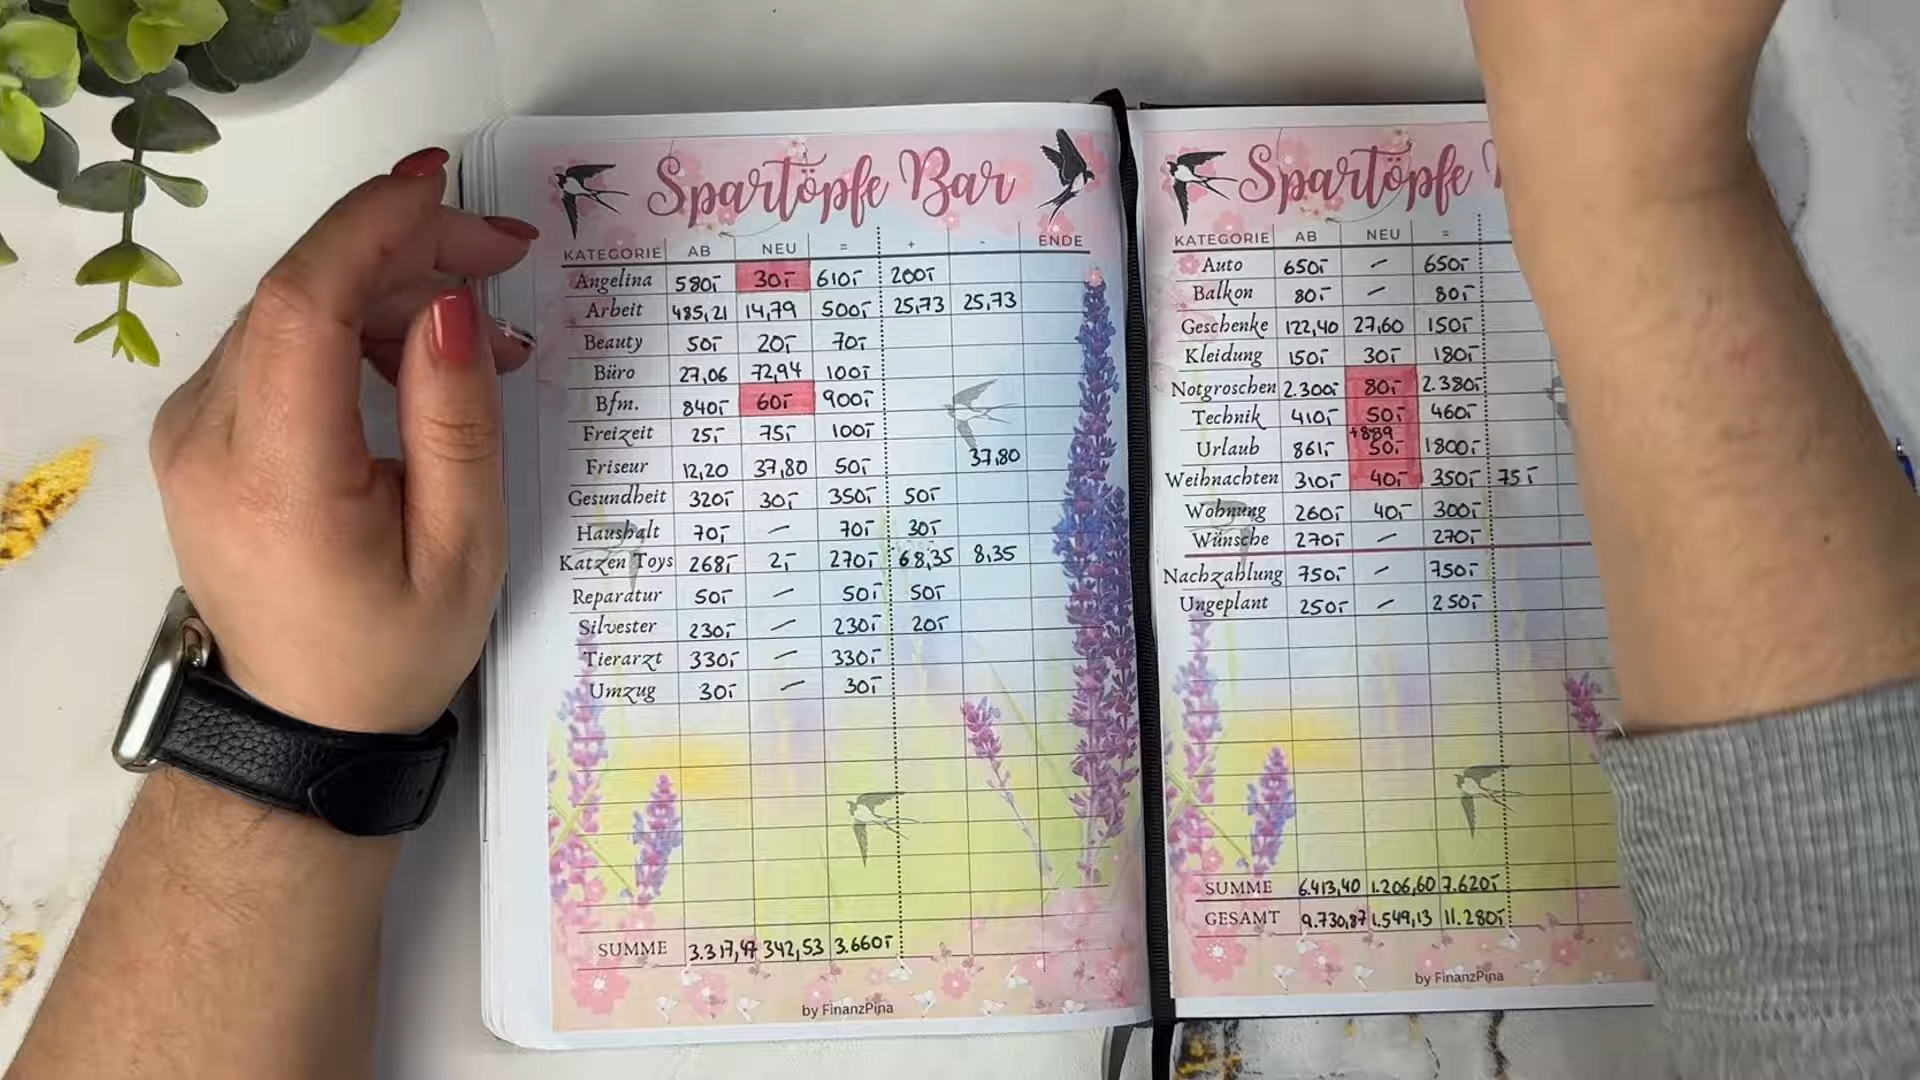 Spartöpfe Bar
KATEGORIE AB NEU = + - ENDE
Angelina 580,- 30,- 610,- 200,-
Arbeit 485,21 14,79 500,- 25,73 25,73
Beauty 50,- 20,- 70,-
Büro 27,06 72,94 100,-
Bfm. 840,- 60,- 900,-
Freizeit 25,- 75,- 100,-
Friseur 12,20 37,80 50,- 37,80
Gesundheit 320,- 30,- 350,- 50,-
Haushalt 70,- - 70,- 30,-
Katzen Toys 268,- 2,- 270,- 68,35 8,35
Reparatur 50,- - 50,- 50,-
Silvester 230,- - 230,- 20,-
Tierarzt 330,- - 330,-
Umzug 30,- - 30,-
SUMME 3.317,47 342,53 3.660,-
by FinanzPina
Spartöpfe
KATEGORIE AB NEU =
Auto 650,- - 650,-
Balkon 80,- - 80,-
Geschenke 122,40 27,60 150,-
Kleidung 150,- 30,- 180,-
Notgroschen 2.300,- 80,- 2.380,-
Technik 410,- 50,- 460,-
+889
Urlaub 861,- 50,- 1800,-
Weihnachten 310,- 40,- 350,- 75,-
Wohnung 260,- 40,- 300,-
Wünsche 270,- - 270,-
Nachzahlung 750,- - 750,-
Ungeplant 250,- - 250,-
SUMME 6.413,40 1.206,60 7.620,-
GESAMT 9.730,87 1.549,13 11.280,-
by FinanzPina